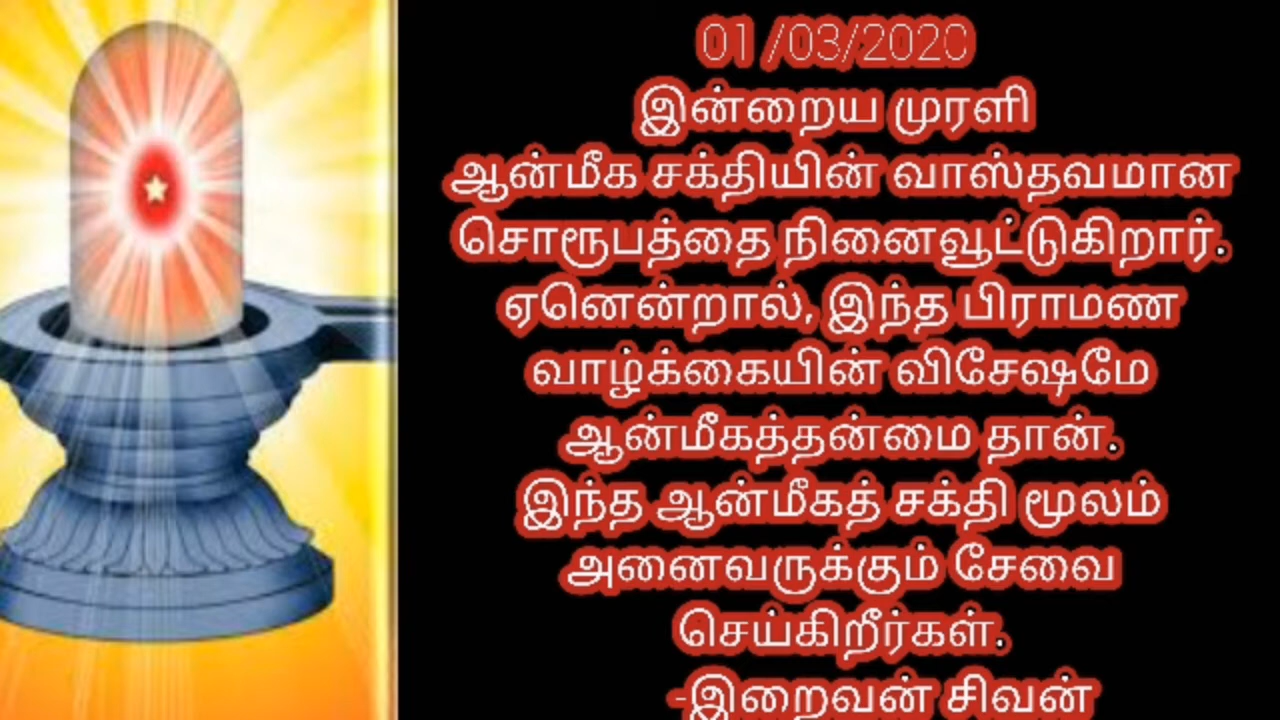 01 /03/2020
இன்றைய முரளி
ஆன்மீக சக்தியின் வாஸ்தவமான
சொரூபத்தை நினைவூட்டுகிறார்.
ஏனென்றால், இந்த பிராமண
வாழ்க்கையின் விசேஷமே
ஆன்மீகத்தன்மை தான்.
இந்த ஆன்மீகத் சக்தி மூலம்
அனைவருக்கும் சேவை
செய்கிறீர்கள்.
-இறைவன் சிவன்